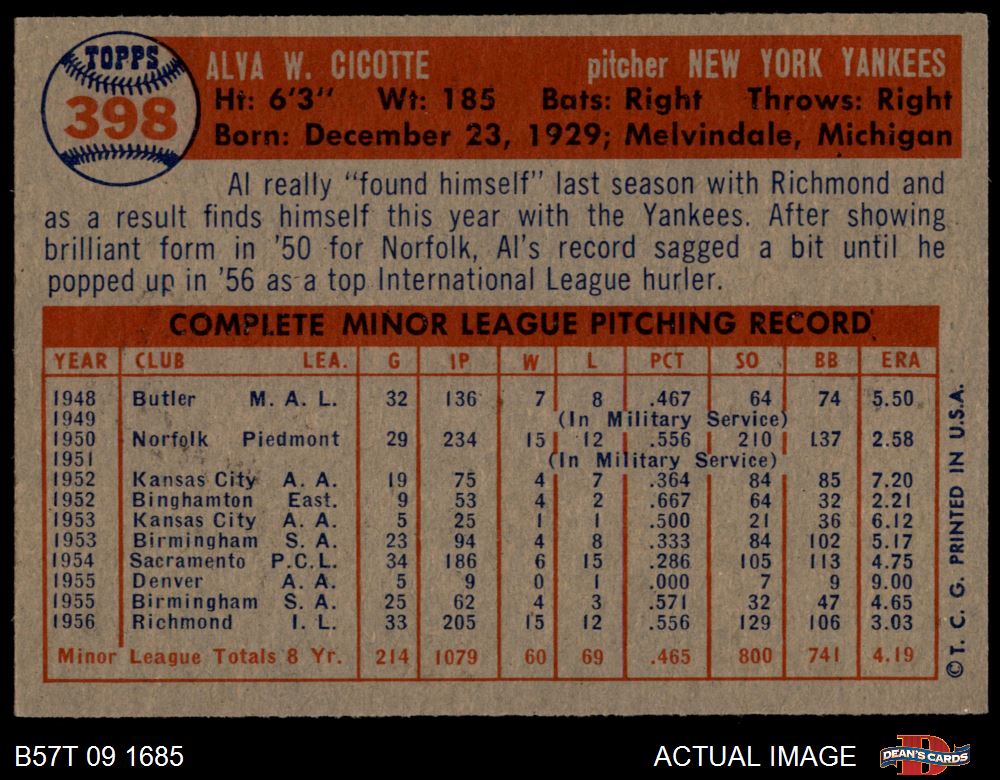 TOPPS
398
ALVA W. CICOTTE pitcher NEW YORK YANKEES
Ht: 6'3" Wt: 185 Bats: Right Throws: Right
Born: December 23, 1929; Melvindale, Michigan
Al really "found himself" last season with Richmond and
as a result finds himself this year with the Yankees. After showing
brilliant form in '50 for Norfolk, Al's record sagged a bit until he
popped up in '56 as a top International League hurler.
COMPLETE MINOR LEAGUE PITCHING RECORD
YEAR CLUB LEA. G IP W L PCT SO BB ERA
1948 Butler M. A. L. 32 136 7 8 .467 64 74 5.50
1949 (In Military Service)
1950 Norfolk Piedmont 29 234 15 12 .556 210 137 2.58
1951 (In Military Service)
1952 Kansas City A. A. 19 75 4 7 .364 84 85 7.20
1952 Binghamton East. 9 53 4 2 .667 64 32 2.21
1953 Kansas City A. A. 5 25 1 1 .500 21 36 6.12
1953 Birmingham S. A. 23 94 4 8 .333 84 102 5.17
1954 Sacramento P.C.L. 34 186 6 15 .286 105 113 4.75
1955 Denver A. A. 5 9 0 1 .000 7 9 9.00
1955 Birmingham S. A. 25 62 4 3 .571 32 47 4.65
1956 Richmond I. L. 33 205 15 12 .556 129 106 3.03
Minor League Totals 8 Yr. 214 1079 60 69 .465 800 741 4.19
© T. C. G. PRINTED IN U.S.A.
B57T 09 1685 ACTUAL IMAGE DEAN'S CARDS